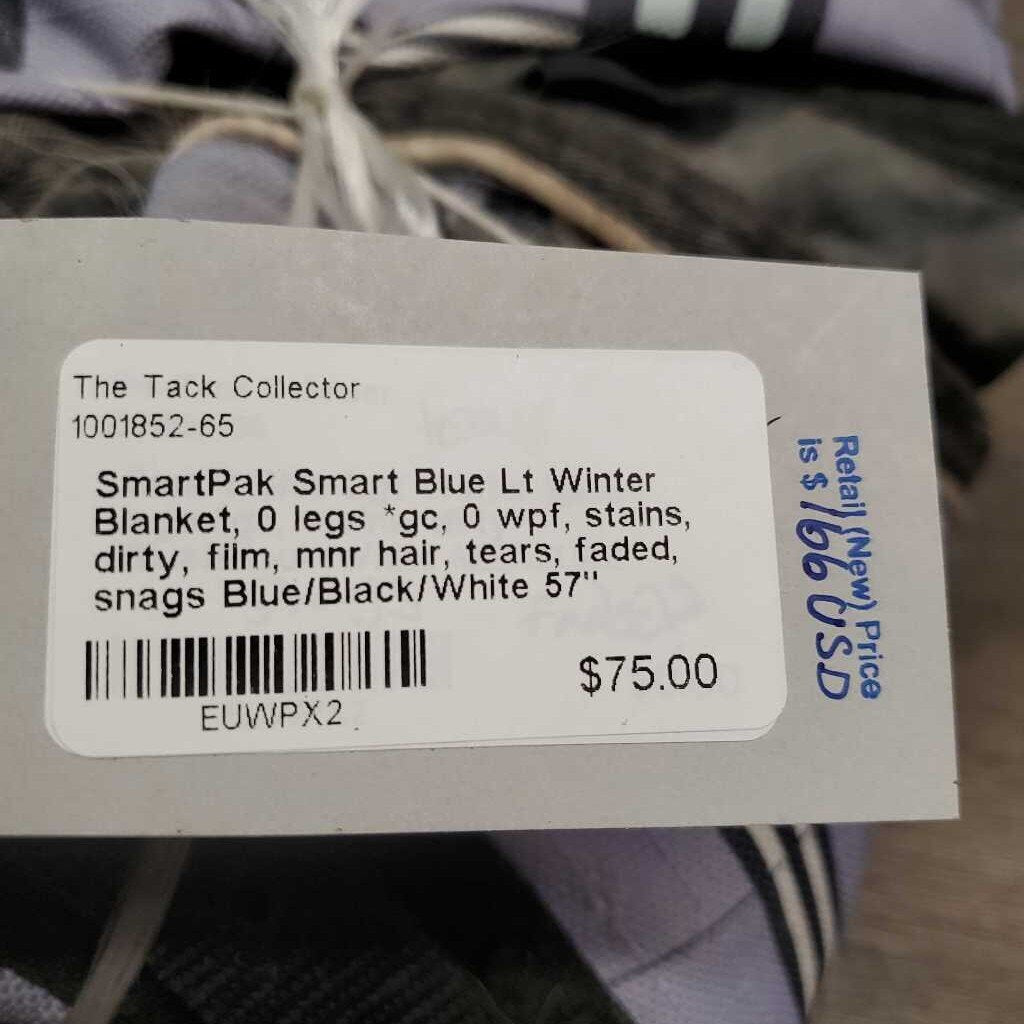 The Tack Collector
1001852-65
SmartPak Smart Blue Lt Winter
Blanket, 0 legs *gc, 0 wpf, stains,
dirty, film, mnr hair, tears, faded,
snags Blue/Black/White 57"
$75.00
EUWPX2
Retail (New) Price
is $ 166 USD